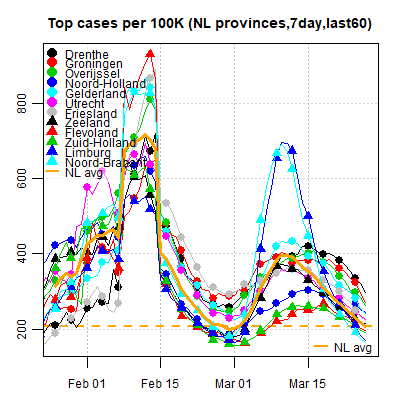 Top cases per 100K (NL provinces,7day,last60)
Drenthe
Groningen
Overijssel
Noord-Holland
Gelderland
Utrecht
Friesland
Zeeland
Flevoland
Zuid-Holland
Limburg
Noord-Brabant
NL avg
800
600
400
200
NL avg
Feb 01 Feb 15 Mar 01 Mar 15